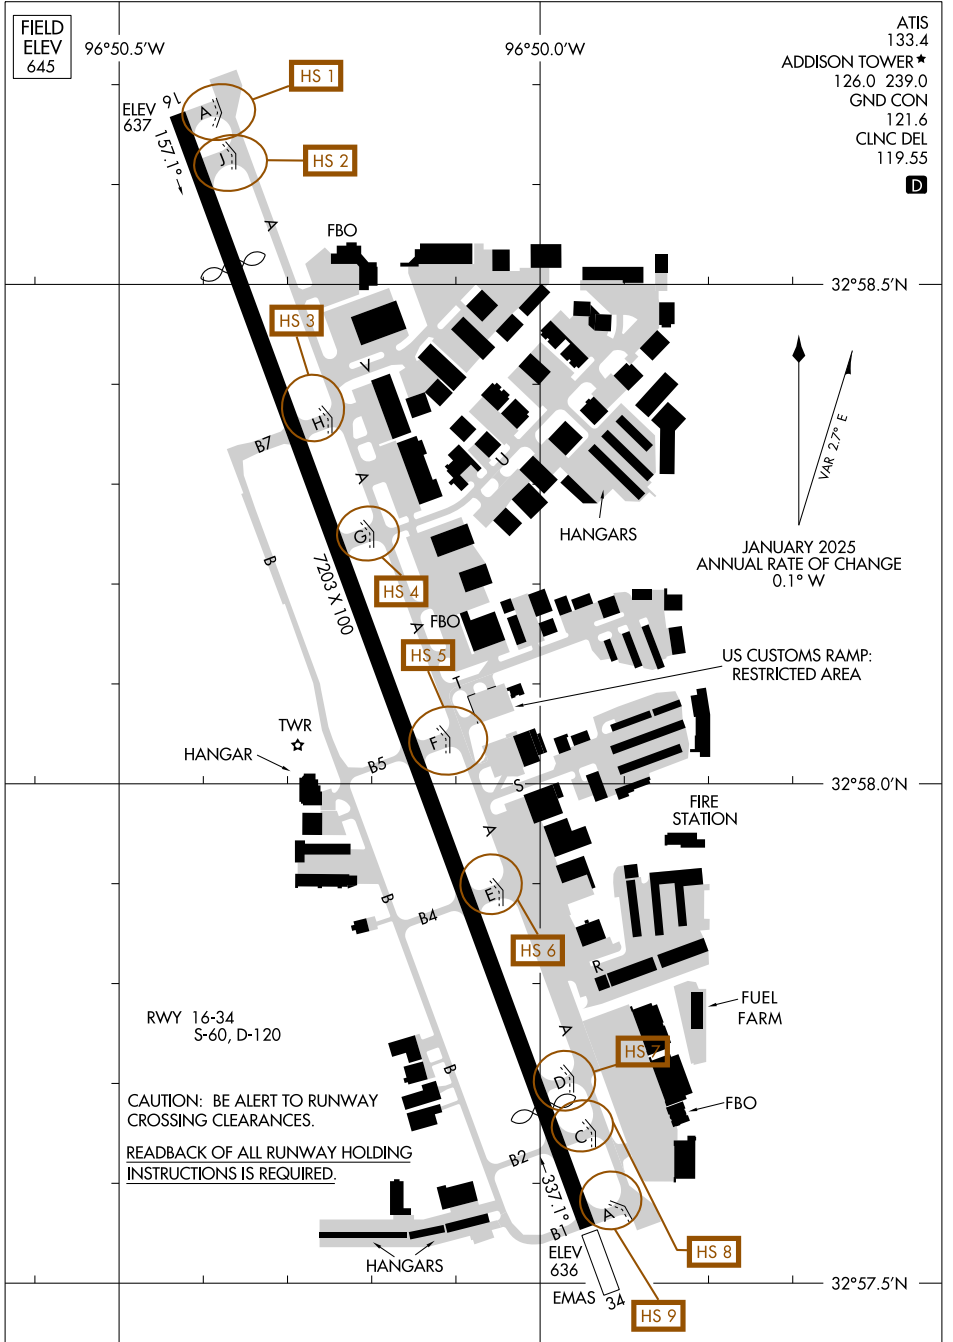 FIELD
ELEV
645
96°50.5'W
96°50.0'W
ATIS
133.4
ADDISON TOWER★
126.0 239.0
GND CON
121.6
CLNC DEL
119.55
D
HS 1
16
ELEV
637
A
157.1°
J
HS 2
A
FBO
32°58.5'N
HS 3
V
VAR 2.7° E
H
B7
U
A
G
HANGARS
JANUARY 2025
ANNUAL RATE OF CHANGE
0.1° W
B
7203 X 100
HS 4
A
FBO
HS 5
US CUSTOMS RAMP:
RESTRICTED AREA
T
TWR
F
HANGAR
B5
S
32°58.0'N
FIRE
STATION
A
E
B
B4
HS 6
R
FUEL
FARM
RWY 16-34
S-60, D-120
A
HS 7
D
B
CAUTION: BE ALERT TO RUNWAY
CROSSING CLEARANCES.
FBO
C
READBACK OF ALL RUNWAY HOLDING
INSTRUCTIONS IS REQUIRED.
B2
337.1°
A
B1
HS 8
ELEV
636
HANGARS
EMAS
34
32°57.5'N
HS 9